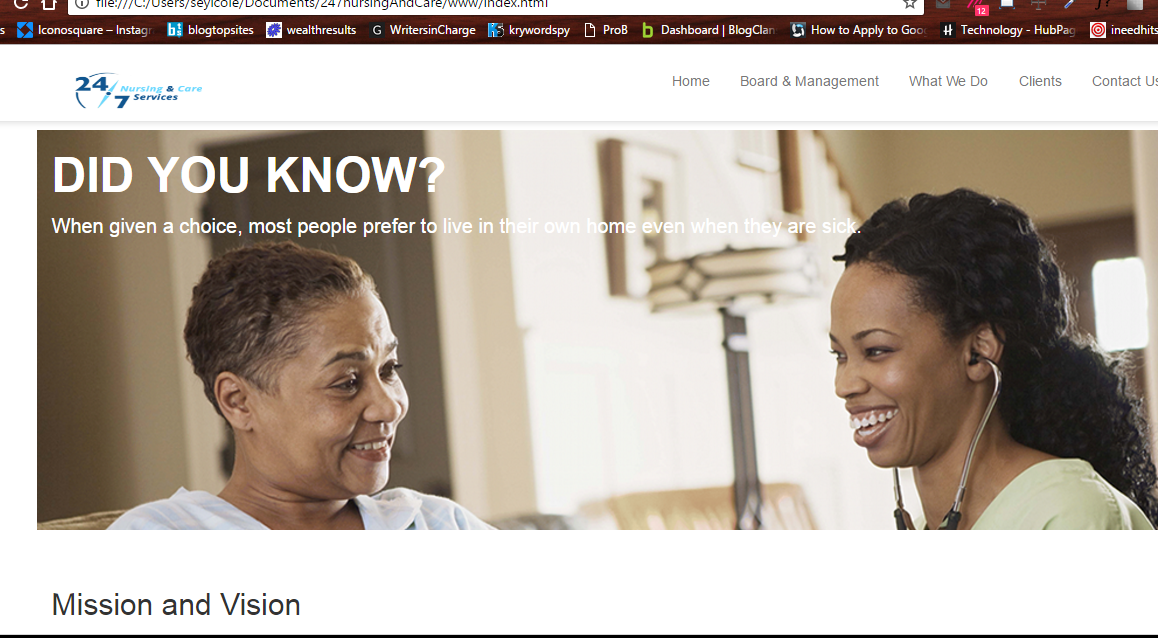 file:///C:/Users/seyicole/Documents/247nursingAndCare/www/index.html
12
s Iconosquare – Instagr blogtopsites wealthresults WritersinCharge krywordspy ProB Dashboard | BlogClan How to Apply to Goo Technology - HubPag ineedhits
24/7 Nursing & Care
Services
Home Board & Management What We Do Clients Contact Us
DID YOU KNOW?
When given a choice, most people prefer to live in their own home even when they are sick.
Mission and Vision